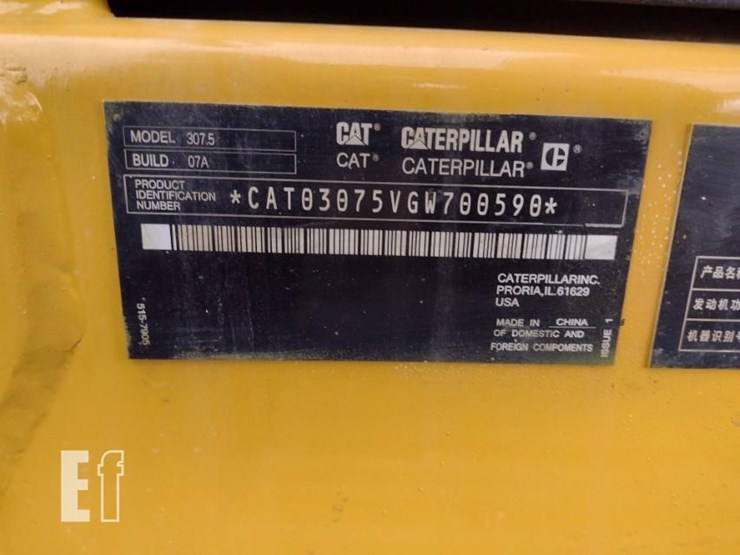 MODEL 307.5
BUILD 07A
CAT® CATERPILLAR® C
CAT® CATERPILLAR®
PRODUCT
IDENTIFICATION
NUMBER
*CAT03075VGW700590*
CATERPILLARINC.
PRORIA,IL.61629
USA
MADE IN CHINA
OF DOMESTIC AND
FOREIGN COMPOMENTS
ISSUE 1
515-7905
产品名称
发动机功
机器识别号
Ef